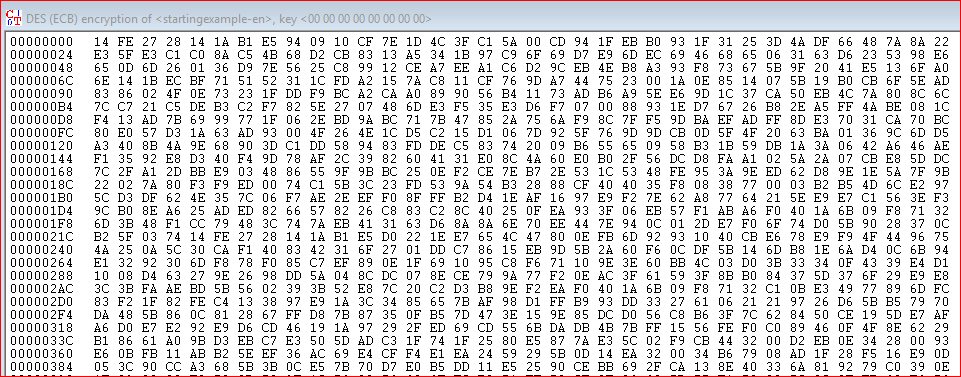 DES (ECB) encryption of <startingexample-en>, key <00 00 00 00 00 00 00 00>
00000000 14 FE 27 28 14 1A B1 E5 94 09 10 CF 7E 1D 4C 3F C1 5A 00 CD 94 1F EB B0 93 1F 31 25 3D 4A DF 66 48 7A 8A 22
00000024 E3 5F E3 C1 C0 8A C5 4B 68 D2 CB 83 13 A5 34 1B 97 C9 6F 69 D7 E9 6D EC 69 46 68 65 06 31 63 D6 23 53 98 E6
00000048 65 0D 6D 26 01 36 D9 7E 56 25 C8 99 12 CE A7 EE A1 C6 D2 9C EB 4E B8 A1 93 F8 73 67 5B 9F 20 41 E5 13 6F A0
0000006C 6E 14 1B EC BF 71 51 52 31 1C FD A2 15 7A C8 11 CF 76 9D A7 44 75 23 00 1A 0E 85 14 07 5B 19 B0 CB 6F 5E AD
00000090 83 86 02 4F 0E 73 23 1F DD F9 BC A2 CA A0 89 90 56 B4 11 73 AD B6 A9 5E E6 9D 1C 37 CA 50 EB 4C 7A 80 8C 6C
000000B4 7C C7 21 C5 DE B3 C2 F7 82 5E 27 07 48 6D E3 F5 35 E3 D6 F7 07 00 88 93 1E D7 67 26 B8 2E A5 FF 4A BE 08 1C
000000D8 F4 13 AD 7B 69 99 77 1F 06 2E BD 9A BC 71 7B 47 85 2A 75 6A F9 8C 7F F5 9D BA EF AD FF 8D E3 70 31 CA 70 BC
000000FC 80 E0 57 D3 1A 63 AD 93 00 4F 26 4E 1C D5 C2 15 D1 06 7D 92 5F 76 9D 9D CB 0D 5F 4F 20 63 BA 01 36 9C 6D D5
00000120 A3 40 8B 4A 9E 68 90 3D C1 DD 58 94 83 FD DE C5 83 74 20 09 B6 55 65 09 58 B3 1B 59 DB 1A 3A 06 42 A6 46 AE
00000144 F1 35 92 E8 D3 40 F4 9D 78 AF 2C 39 82 60 41 31 E0 8C 4A 60 E0 B0 2F 56 DC D8 FA A1 02 5A 2A 07 CB E8 5D DC
00000168 7C 2F A1 2D BB E9 03 48 86 55 9F 9B BC 25 0E F2 CE 7E B7 2E 53 1C 53 48 FE 95 3A 9E ED 62 D8 9E 1E 5A 7F 9B
0000018C 22 02 7A 80 F3 F9 ED 00 74 C1 5B 3C 23 FD 53 9A 54 B3 28 88 CF 40 40 35 F8 08 38 77 00 03 B2 B5 4D 6C E2 97
000001B0 5C D3 DF 62 4E 35 7C 06 F7 AE 2E EF F0 8F FF B2 D4 1E AF 16 97 E9 F9 2E 62 A8 77 64 21 5E E9 E7 C1 56 3E F3
000001D4 9C B0 8E A6 25 AD ED 82 66 57 82 26 C8 83 C2 8C 40 25 0F EA 93 3F 06 EB 57 F1 AB A6 F0 40 1A 6B 09 F8 71 32
000001F8 6D 3B 48 F1 CC 79 48 3C 74 7A EB 41 31 63 D6 8A 8A 6E 70 EE 44 7E 94 0C 01 2D E7 F0 6F 74 D0 5B 90 28 37 0C
0000021C B2 5F 03 74 14 FE 27 28 14 1A B1 E5 D0 22 1E E7 65 4C 47 80 0E FB 6D 92 93 10 40 CB E6 78 E9 F9 4F 44 96 75
00000240 4A 25 0A 5C 30 CA F1 40 83 42 31 6F 27 01 DD C7 86 15 EB 9D 5B 2A 60 F6 0C DF 5B 14 6D B8 1E 6A D4 0C 6B 94
00000264 E1 32 92 30 6D F8 78 F0 85 C7 EF 89 0E 1F 69 10 95 C8 F6 71 10 9E 3E 60 BB 4C 03 D0 3B 33 34 0F 43 39 E4 D1
00000288 10 08 D4 63 27 9E 26 98 DD 5A 04 8C DC 07 8E CE 79 9A 77 F2 0E AC 3F 61 59 3F 8B B0 84 37 5D 37 6F 29 E9 E8
000002AC 3C 3B FA AE BD 5B 56 02 39 3B 52 E8 7C 20 C2 D3 B8 9E F2 EA F0 40 1A 6B 09 F8 71 32 C1 0B E3 49 77 89 6D FC
000002D0 83 F2 1F 82 FE C4 13 38 97 E9 1A 3C 34 85 65 7B AF 98 D1 FF B9 93 DD 33 27 61 06 21 21 97 26 D6 5B B5 79 70
000002F4 DA 48 5B 86 0C 81 28 67 FF D8 7B 87 35 0F B5 7D 47 3E 15 9E 85 DC D0 56 C8 B6 3F 7C 62 84 50 CE 19 5D E7 AF
00000318 A6 D0 E7 E2 92 E9 D6 CD 46 19 1A 97 29 2F ED 69 CD 55 6B DA DB 4B 7B FF 15 56 FE F0 C0 89 46 0F 4F 8E 62 29
0000033C B1 86 61 A0 9B D3 EB C7 E3 50 5D AD C3 1F 74 1F 25 80 E5 87 7A E3 5C 02 F9 CB 44 32 00 D2 EB 0E 34 28 00 93
00000360 E6 0B FB 11 AB B2 5E EF 36 AC 69 E4 CF F4 E1 EA 24 59 29 5B 0D 14 EA 32 00 34 B6 79 08 AD 1F 28 F5 16 E9 0D
00000384 05 3C 90 CC A3 68 5B 3B 0C E5 7B 70 D7 E0 B5 DD 11 E5 25 90 CE BB 69 2F CA 13 8E 40 33 6A 81 92 79 C0 39 0E